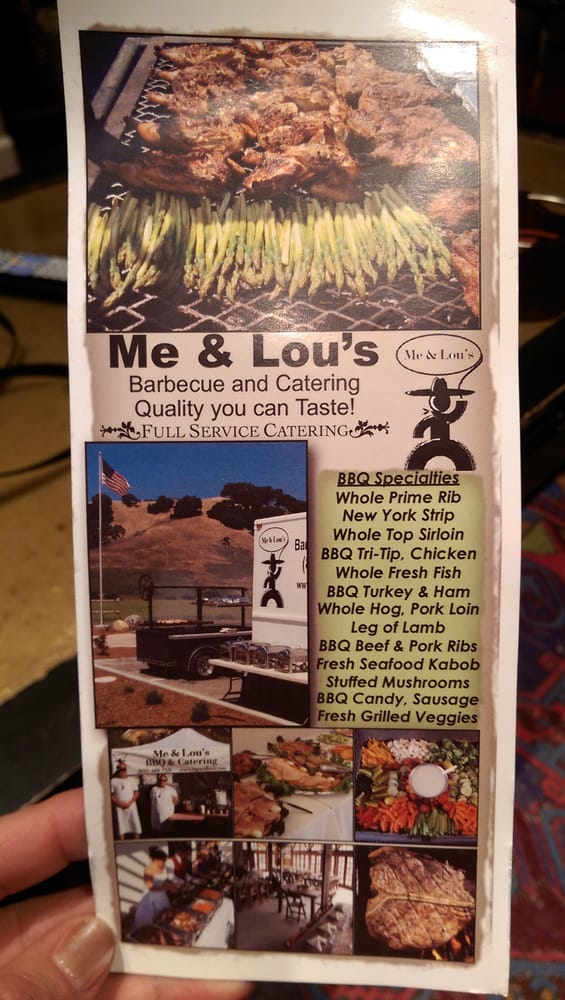 Me & Lou's
Barbecue and Catering
Quality you can Taste!
FULL SERVICE CATERING
Me & Lou's
BBQ Specialties
Whole Prime Rib
New York Strip
Whole Top Sirloin
BBQ Tri-Tip, Chicken
Whole Fresh Fish
BBQ Turkey & Ham
Whole Hog, Pork Loin
Leg of Lamb
BBQ Beef & Pork Ribs
Fresh Seafood Kabob
Stuffed Mushrooms
BBQ Candy, Sausage
Fresh Grilled Veggies
Me & Lou's
Me & Lou's
BBQ & Catering